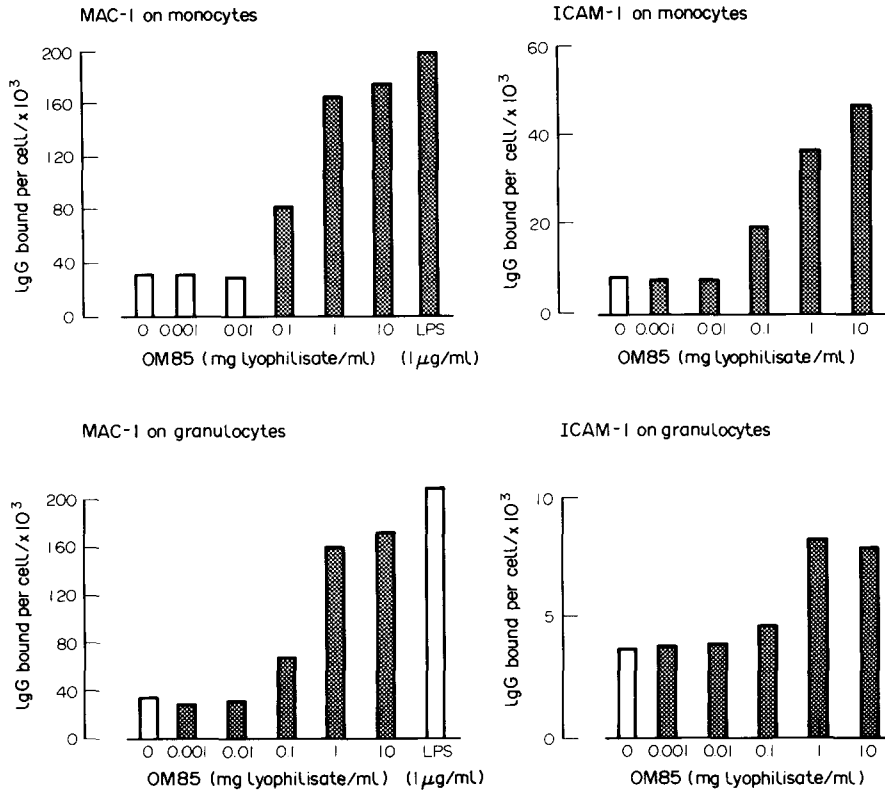 MAC-1 on monocytes
IgG bound per cell/x10³
200
160
120
80
40
0
0 0.001 0.01 0.1 1 10 LPS
OM85 (mg lyophilisate/ml) (1 µg/ml)
ICAM-1 on monocytes
IgG bound per cell/x10³
60
40
20
0
0 0.001 0.01 0.1 1 10
OM85 (mg lyophilisate/ml)
MAC-1 on granulocytes
IgG bound per cell/x10³
200
160
120
80
40
0
0 0.001 0.01 0.1 1 10 LPS
OM85 (mg lyophilisate/ml) (1 µg/ml)
ICAM-1 on granulocytes
IgG bound per cell/x10³
10
5
0
0 0.001 0.01 0.1 1 10
OM85 (mg lyophilisate/ml)